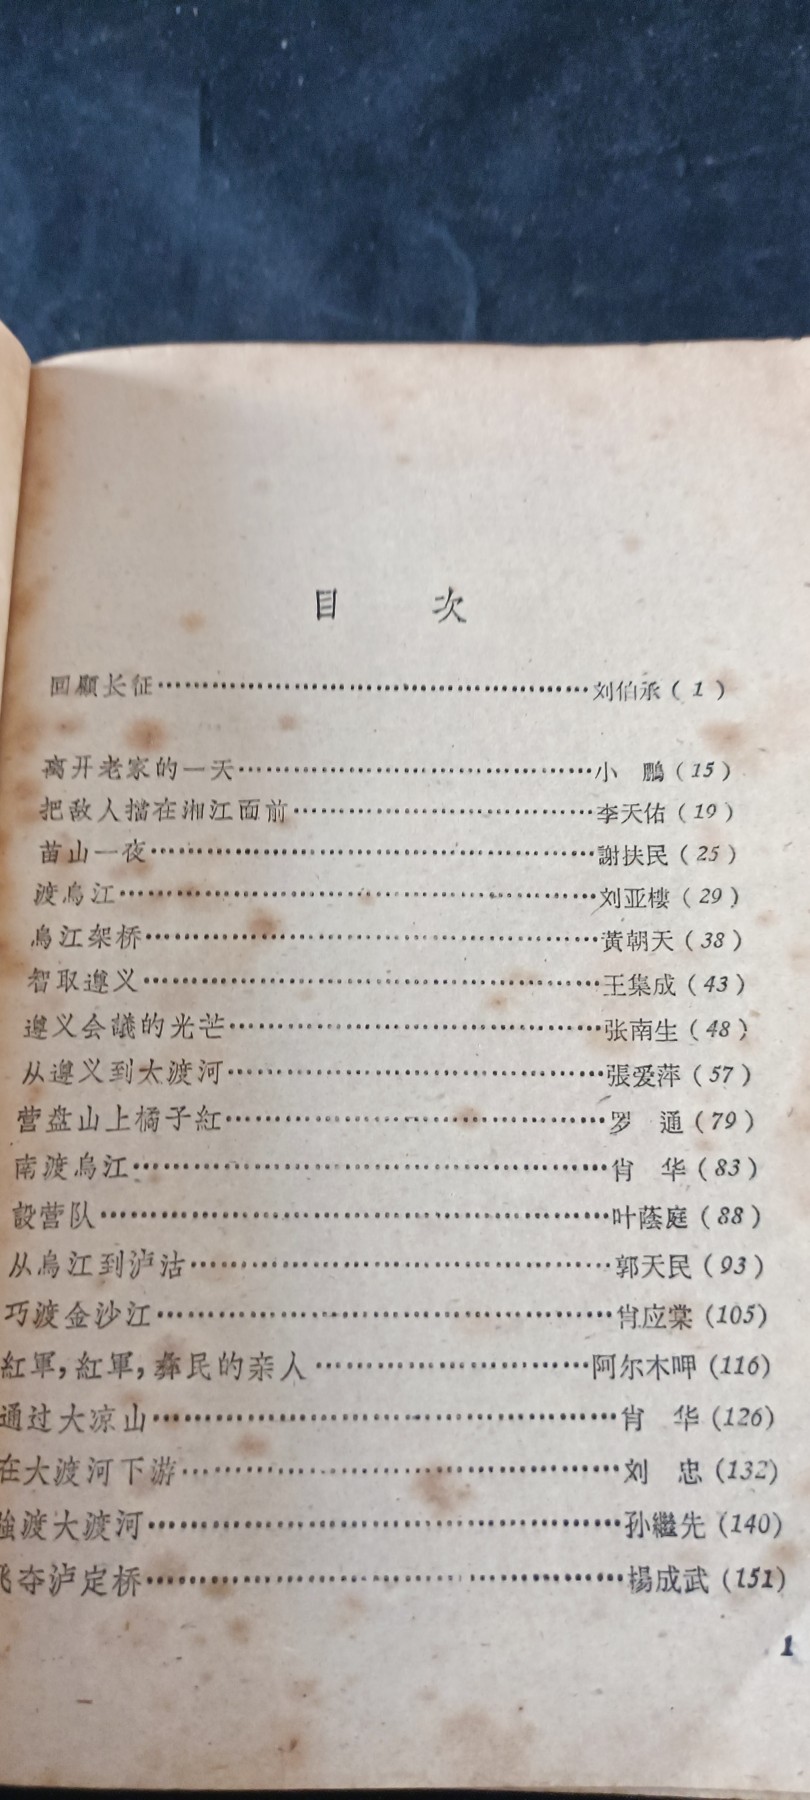 目 次
回顧长征……………………………………刘伯承( 1 )
离开老家的一天……………………………小 鵬(15)
把敌人擋在湘江面前………………………李天佑(19)
苗山一夜……………………………………謝扶民(25)
渡烏江………………………………………刘亚楼(29)
烏江架桥……………………………………黃朝天(38)
智取遵义……………………………………王集成(43)
遵义会議的光芒……………………………张南生(48)
从遵义到大渡河……………………………張爱萍(57)
营盘山上橘子紅……………………………罗 通(79)
南渡烏江……………………………………肖 华(83)
設营队………………………………………叶蔭庭(88)
从烏江到泸沽………………………………郭天民(93)
巧渡金沙江…………………………………肖应棠(105)
紅軍，紅軍，彝民的亲人…………………阿尔木呷(116)
通过大凉山…………………………………肖 华(126)
在大渡河下游………………………………刘 忠(132)
強渡大渡河…………………………………孙繼先(140)
飞夺泸定桥…………………………………楊成武(151)
1